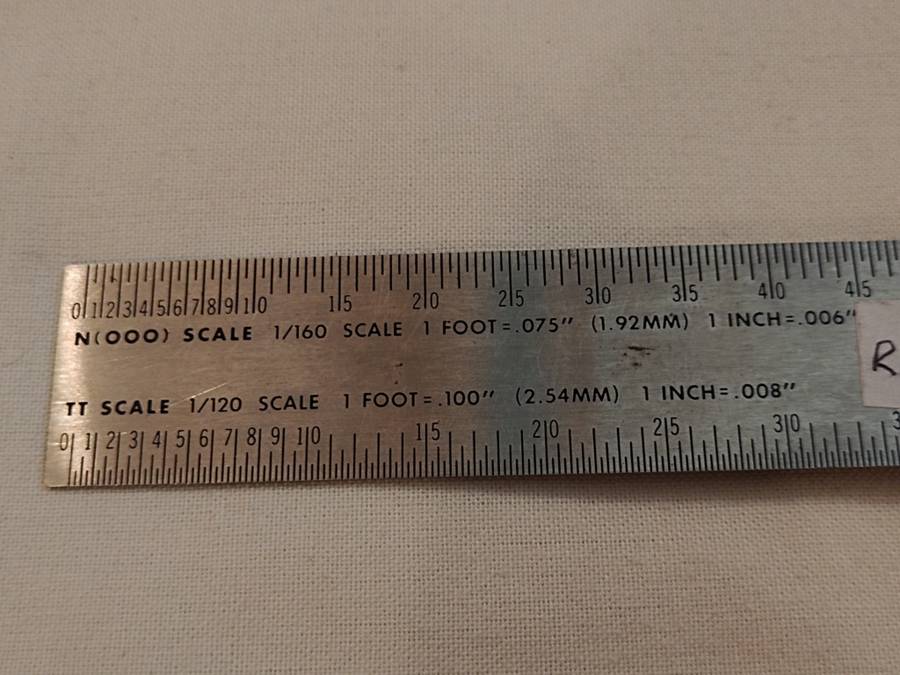 0 1 2 3 4 5 6 7 8 9 10 15 20 25 30 35 40 45
N(OOO) SCALE 1/160 SCALE 1 FOOT=.075" (1.92MM) 1 INCH=.006"
R
TT SCALE 1/120 SCALE 1 FOOT=.100" (2.54MM) 1 INCH=.008"
0 1 2 3 4 5 6 7 8 9 10 15 20 25 30 3